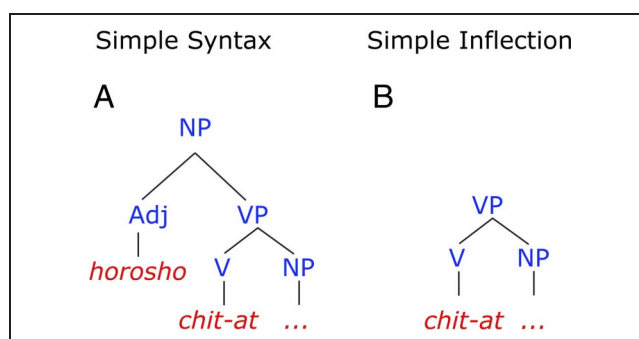 Simple Syntax Simple Inflection
A B
NP
Adj VP VP
horosho V NP V NP
chit-at ... chit-at ...